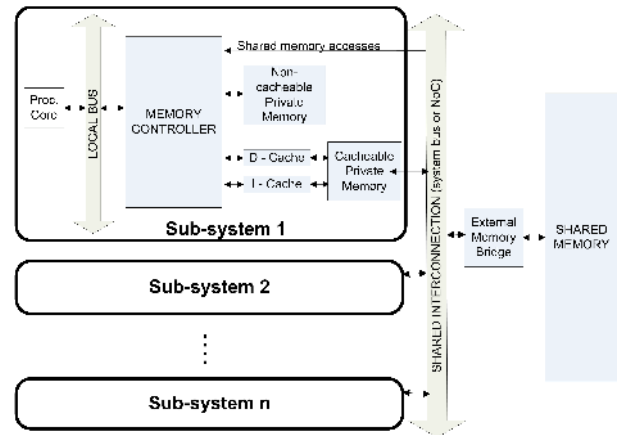 Shared memory accesses
Proc.
Core
LOCAL BUS
MEMORY
CONTROLLER
Non-
cacheable
Private
Memory
D - Cache
I - Cache
Cacheable
Private
Memory
Sub-system 1
Sub-system 2
Sub-system n
SHARED INTERCONNECTION (system bus or NoC)
External
Memory
Bridge
SHARED
MEMORY